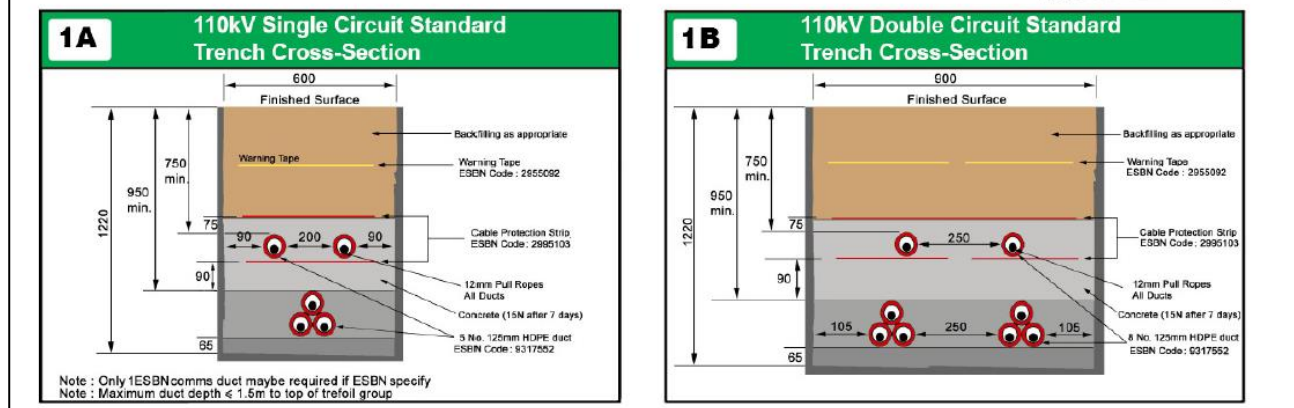 1A
110kV Single Circuit Standard
Trench Cross-Section
600
Finished Surface
Backfilling as appropriate
Warning Tape
Warning Tape
ESBN Code : 2955092
750
min.
950
min.
1220
75
90
200
90
Cable Protection Strip
ESBN Code : 2995103
90
12mm Pull Ropes
All Ducts
Concrete (15N after 7 days)
5 No. 125mm HDPE duct
ESBN Code : 9317552
65
Note : Only 1ESBNcomms duct maybe required if ESBN specify
Note : Maximum duct depth ⩽ 1.5m to top of trefoil group
1B
110kV Double Circuit Standard
Trench Cross-Section
900
Finished Surface
Backfilling as appropriate
Warning Tape
ESBN Code : 2955092
750
min.
950
min.
1220
75
250
Cable Protection Strip
ESBN Code : 2995103
90
12mm Pull Ropes
All Ducts
Concrete (15N after 7 days)
105
250
105
8 No. 125mm HDPE duct
ESBN Code : 9317552
65